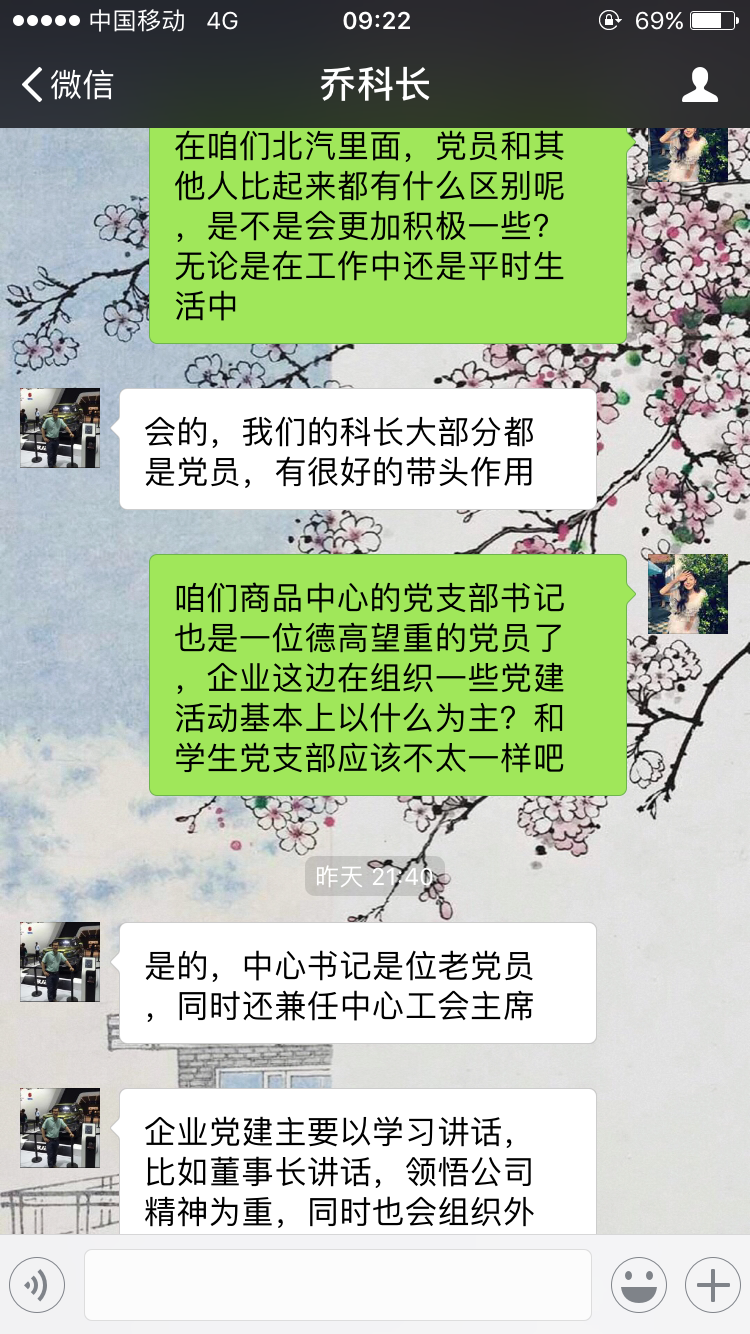 中国移动 4G 09:22 69%
微信 乔科长
在咱们北汽里面，党员和其
他人比起来都有什么区别呢
，是不是会更加积极一些？
无论是在工作中还是平时生
活中
会的，我们的科长大部分都
是党员，有很好的带头作用
咱们商品中心的党支部书记
也是一位德高望重的党员了
，企业这边在组织一些党建
活动基本上以什么为主？和
学生党支部应该不太一样吧
昨天 21:40
是的，中心书记是位老党员
，同时还兼任中心工会主席
企业党建主要以学习讲话，
比如董事长讲话，领悟公司
精神为重，同时也会组织外